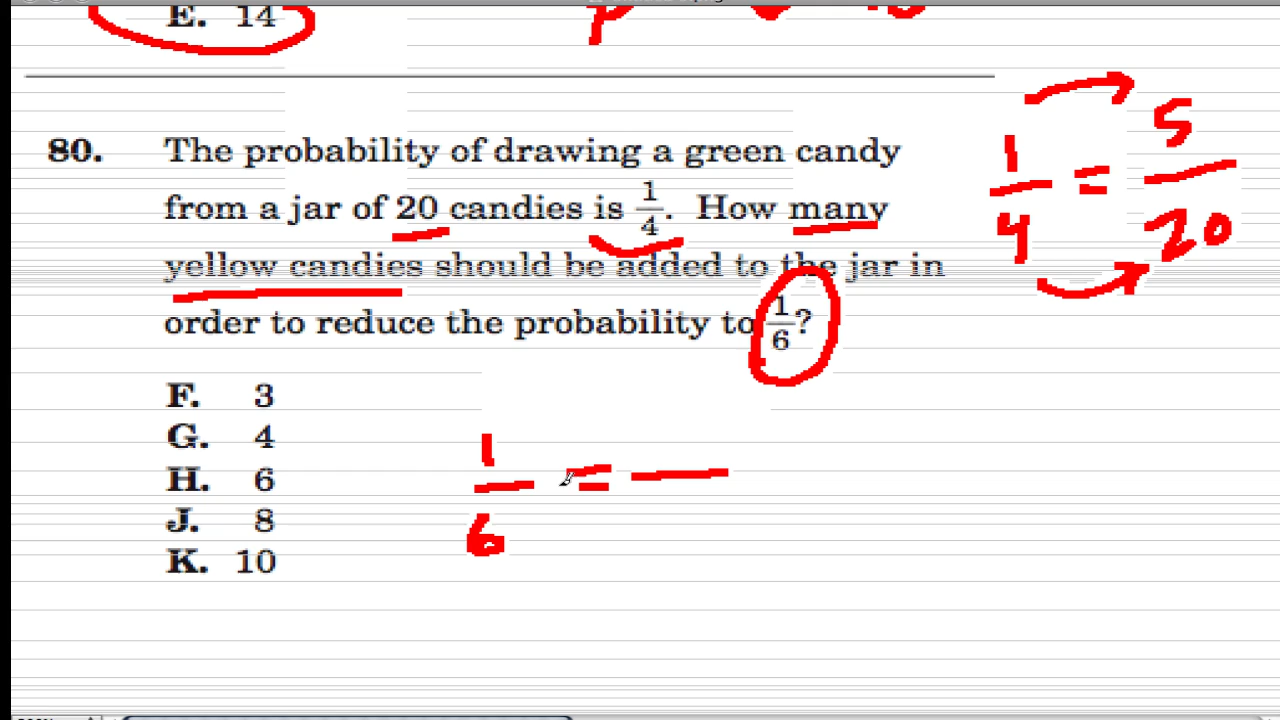 E. 14
80. The probability of drawing a green candy
from a jar of 20 candies is 1/4. How many
yellow candies should be added to the jar in
order to reduce the probability to 1/6?
F. 3
G. 4
H. 6
J. 8
K. 10
1/4 = 5/20
1/6 =